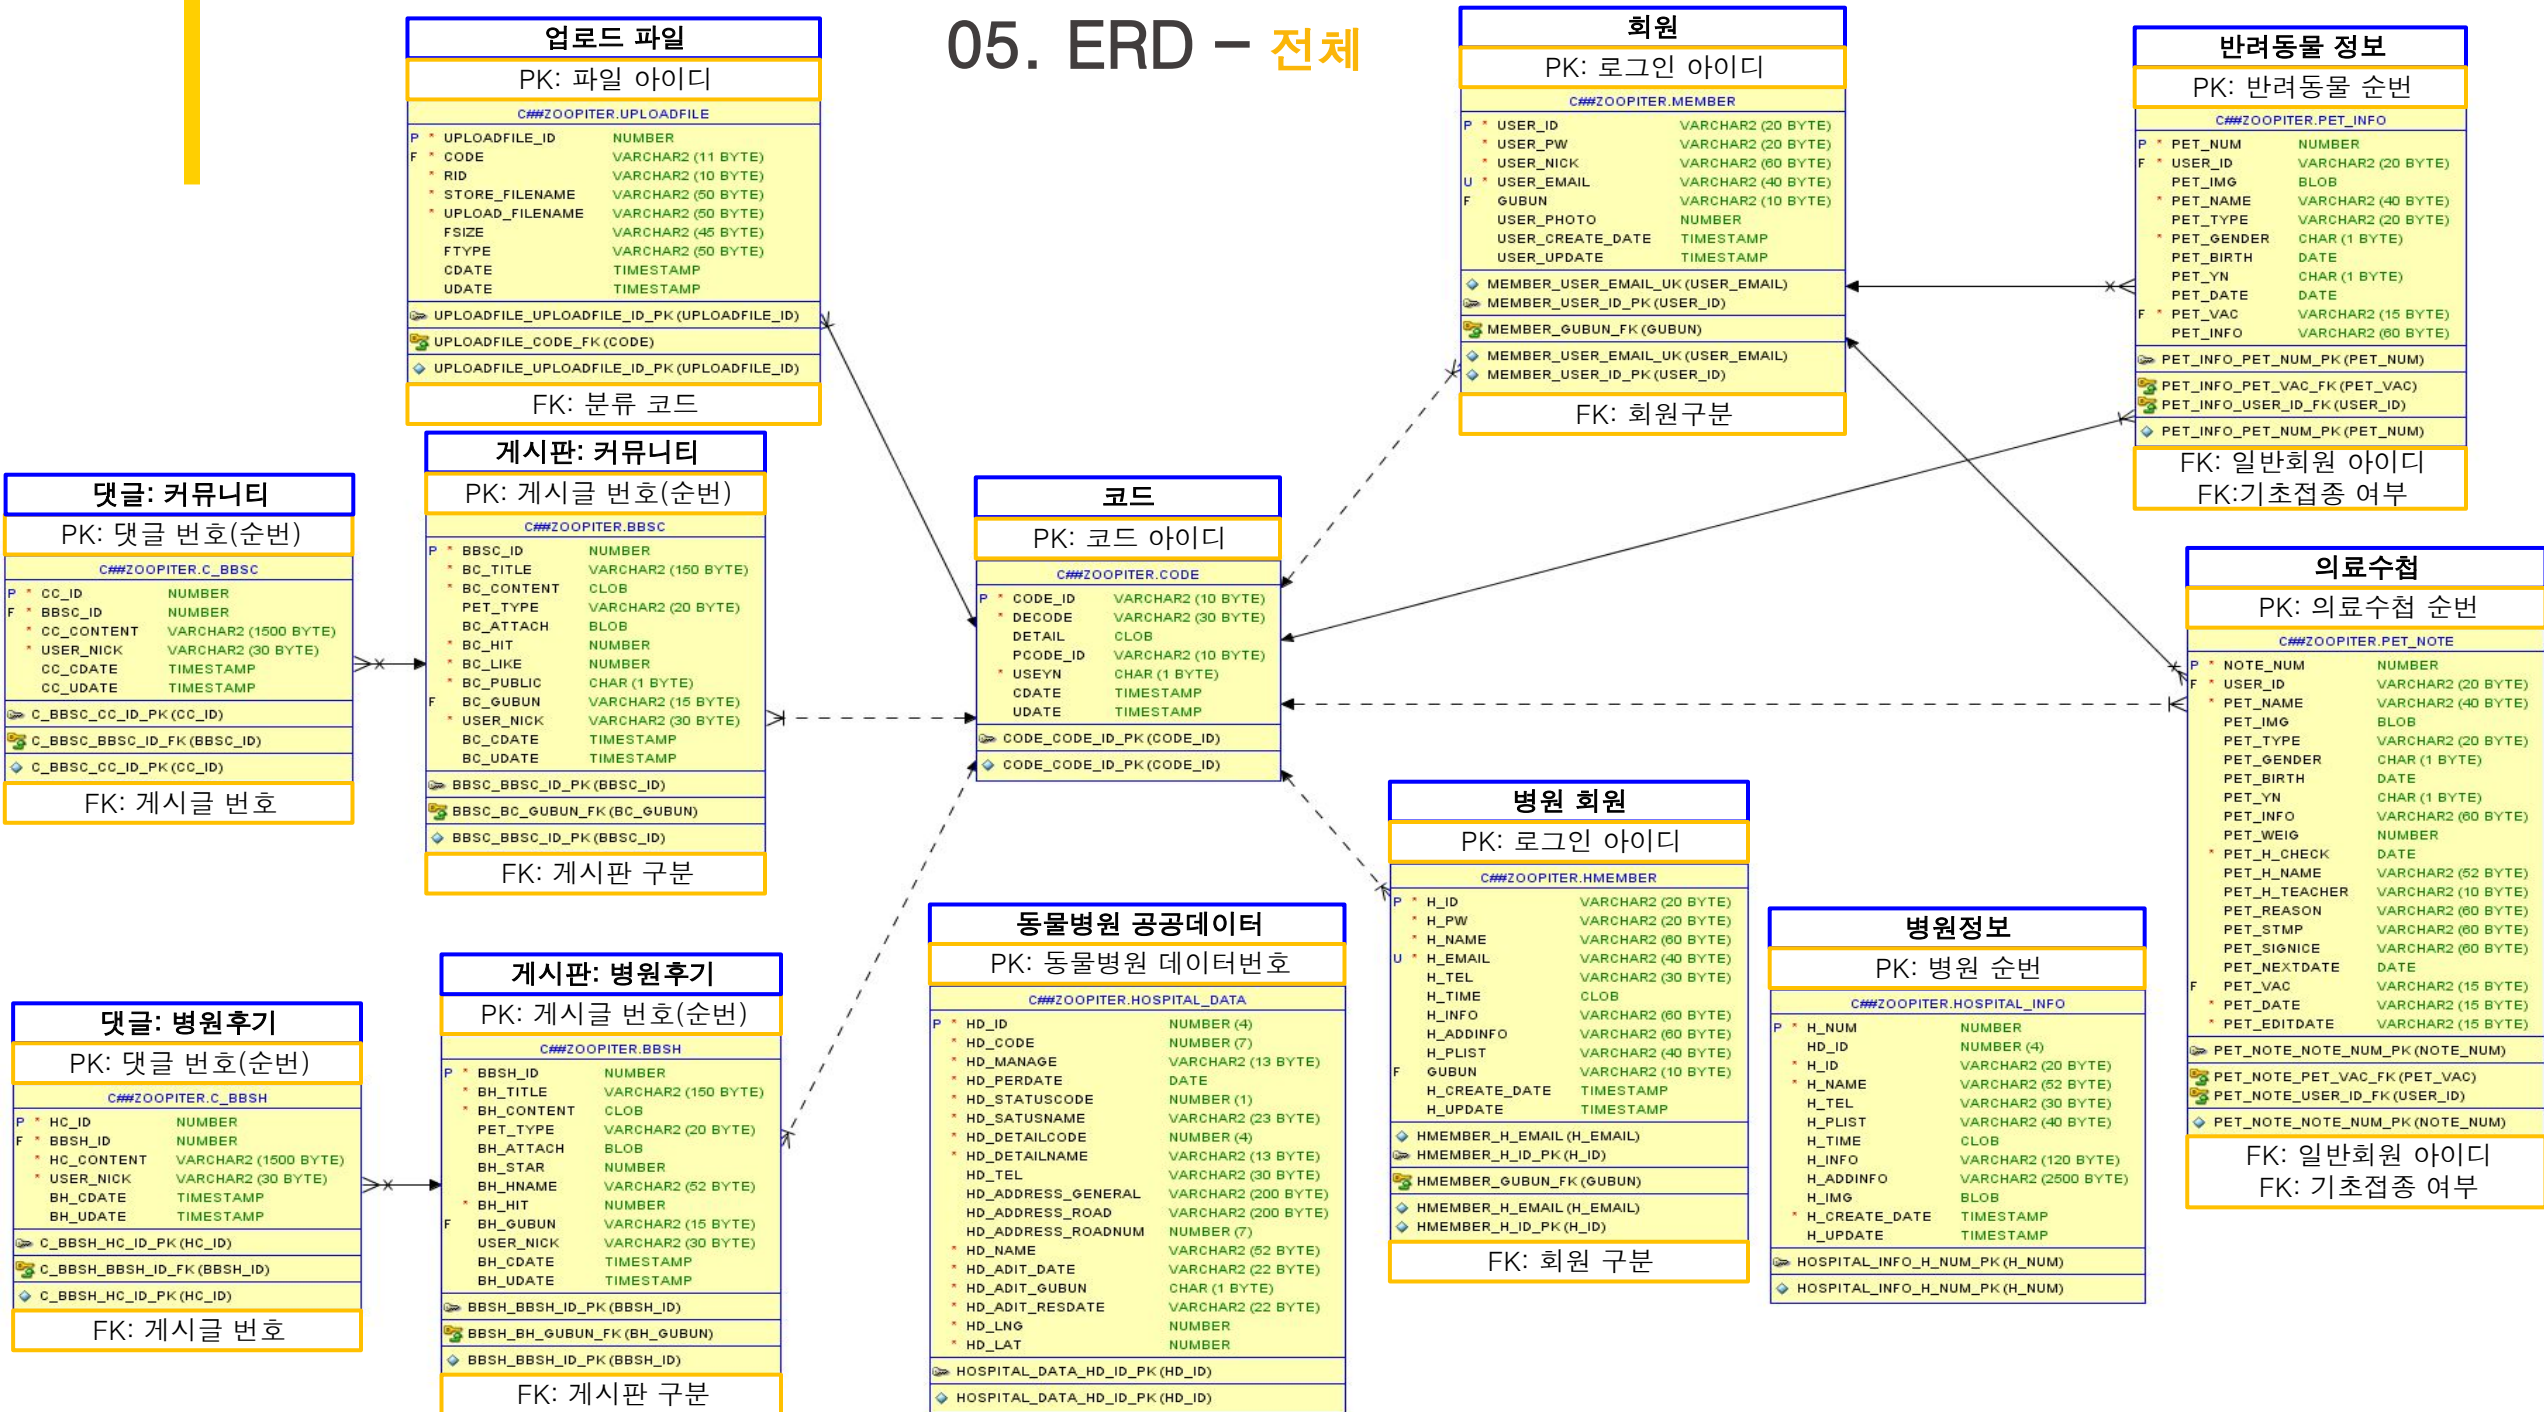 05. ERD – 전체
업로드 파일
PK: 파일 아이디
C##ZOOPITER.UPLOADFILE
P * UPLOADFILE_ID NUMBER
F * CODE VARCHAR2 (11 BYTE)
* RID VARCHAR2 (10 BYTE)
* STORE_FILENAME VARCHAR2 (50 BYTE)
* UPLOAD_FILENAME VARCHAR2 (50 BYTE)
FSIZE VARCHAR2 (45 BYTE)
FTYPE VARCHAR2 (50 BYTE)
CDATE TIMESTAMP
UDATE TIMESTAMP
UPLOADFILE_UPLOADFILE_ID_PK (UPLOADFILE_ID)
UPLOADFILE_CODE_FK (CODE)
UPLOADFILE_UPLOADFILE_ID_PK (UPLOADFILE_ID)
FK: 분류 코드
회원
PK: 로그인 아이디
C##ZOOPITER.MEMBER
P * USER_ID VARCHAR2 (20 BYTE)
* USER_PW VARCHAR2 (20 BYTE)
* USER_NICK VARCHAR2 (60 BYTE)
U * USER_EMAIL VARCHAR2 (40 BYTE)
F GUBUN VARCHAR2 (10 BYTE)
USER_PHOTO NUMBER
USER_CREATE_DATE TIMESTAMP
USER_UPDATE TIMESTAMP
MEMBER_USER_EMAIL_UK (USER_EMAIL)
MEMBER_USER_ID_PK (USER_ID)
MEMBER_GUBUN_FK (GUBUN)
MEMBER_USER_EMAIL_UK (USER_EMAIL)
MEMBER_USER_ID_PK (USER_ID)
FK: 회원구분
반려동물 정보
PK: 반려동물 순번
C##ZOOPITER.PET_INFO
P * PET_NUM NUMBER
F * USER_ID VARCHAR2 (20 BYTE)
PET_IMG BLOB
* PET_NAME VARCHAR2 (40 BYTE)
PET_TYPE VARCHAR2 (20 BYTE)
* PET_GENDER CHAR (1 BYTE)
PET_BIRTH DATE
PET_YN CHAR (1 BYTE)
PET_DATE DATE
F * PET_VAC VARCHAR2 (15 BYTE)
PET_INFO VARCHAR2 (60 BYTE)
PET_INFO_PET_NUM_PK (PET_NUM)
PET_INFO_PET_VAC_FK (PET_VAC)
PET_INFO_USER_ID_FK (USER_ID)
PET_INFO_PET_NUM_PK (PET_NUM)
FK: 일반회원 아이디
FK:기초접종 여부
댓글: 커뮤니티
PK: 댓글 번호(순번)
C##ZOOPITER.C_BBSC
P * CC_ID NUMBER
F * BBSC_ID NUMBER
* CC_CONTENT VARCHAR2 (1500 BYTE)
* USER_NICK VARCHAR2 (30 BYTE)
CC_CDATE TIMESTAMP
CC_UDATE TIMESTAMP
C_BBSC_CC_ID_PK (CC_ID)
C_BBSC_BBSC_ID_FK (BBSC_ID)
C_BBSC_CC_ID_PK (CC_ID)
FK: 게시글 번호
게시판: 커뮤니티
PK: 게시글 번호(순번)
C##ZOOPITER.BBSC
P * BBSC_ID NUMBER
* BC_TITLE VARCHAR2 (150 BYTE)
* BC_CONTENT CLOB
PET_TYPE VARCHAR2 (20 BYTE)
BC_ATTACH BLOB
* BC_HIT NUMBER
* BC_LIKE NUMBER
* BC_PUBLIC CHAR (1 BYTE)
F BC_GUBUN VARCHAR2 (15 BYTE)
* USER_NICK VARCHAR2 (30 BYTE)
BC_CDATE TIMESTAMP
BC_UDATE TIMESTAMP
BBSC_BBSC_ID_PK (BBSC_ID)
BBSC_BC_GUBUN_FK (BC_GUBUN)
BBSC_BBSC_ID_PK (BBSC_ID)
FK: 게시판 구분
코드
PK: 코드 아이디
C##ZOOPITER.CODE
P * CODE_ID VARCHAR2 (10 BYTE)
* DECODE VARCHAR2 (30 BYTE)
DETAIL CLOB
PCODE_ID VARCHAR2 (10 BYTE)
* USEYN CHAR (1 BYTE)
CDATE TIMESTAMP
UDATE TIMESTAMP
CODE_CODE_ID_PK (CODE_ID)
CODE_CODE_ID_PK (CODE_ID)
의료수첩
PK: 의료수첩 순번
C##ZOOPITER.PET_NOTE
P * NOTE_NUM NUMBER
F * USER_ID VARCHAR2 (20 BYTE)
* PET_NAME VARCHAR2 (40 BYTE)
PET_IMG BLOB
PET_TYPE VARCHAR2 (20 BYTE)
PET_GENDER CHAR (1 BYTE)
PET_BIRTH DATE
PET_YN CHAR (1 BYTE)
PET_INFO VARCHAR2 (60 BYTE)
PET_WEIG NUMBER
* PET_H_CHECK DATE
PET_H_NAME VARCHAR2 (52 BYTE)
PET_H_TEACHER VARCHAR2 (10 BYTE)
PET_REASON VARCHAR2 (60 BYTE)
PET_STMP VARCHAR2 (60 BYTE)
PET_SIGNICE VARCHAR2 (60 BYTE)
PET_NEXTDATE DATE
F PET_VAC VARCHAR2 (15 BYTE)
* PET_DATE VARCHAR2 (15 BYTE)
* PET_EDITDATE VARCHAR2 (15 BYTE)
PET_NOTE_NOTE_NUM_PK (NOTE_NUM)
PET_NOTE_PET_VAC_FK (PET_VAC)
PET_NOTE_USER_ID_FK (USER_ID)
PET_NOTE_NOTE_NUM_PK (NOTE_NUM)
FK: 일반회원 아이디
FK: 기초접종 여부
댓글: 병원후기
PK: 댓글 번호(순번)
C##ZOOPITER.C_BBSH
P * HC_ID NUMBER
F * BBSH_ID NUMBER
* HC_CONTENT VARCHAR2 (1500 BYTE)
* USER_NICK VARCHAR2 (30 BYTE)
BH_CDATE TIMESTAMP
BH_UDATE TIMESTAMP
C_BBSH_HC_ID_PK (HC_ID)
C_BBSH_BBSH_ID_FK (BBSH_ID)
C_BBSH_HC_ID_PK (HC_ID)
FK: 게시글 번호
게시판: 병원후기
PK: 게시글 번호(순번)
C##ZOOPITER.BBSH
P * BBSH_ID NUMBER
* BH_TITLE VARCHAR2 (150 BYTE)
* BH_CONTENT CLOB
PET_TYPE VARCHAR2 (20 BYTE)
BH_ATTACH BLOB
BH_STAR NUMBER
BH_HNAME VARCHAR2 (52 BYTE)
* BH_HIT NUMBER
F BH_GUBUN VARCHAR2 (15 BYTE)
USER_NICK VARCHAR2 (30 BYTE)
BH_CDATE TIMESTAMP
BH_UDATE TIMESTAMP
BBSH_BBSH_ID_PK (BBSH_ID)
BBSH_BH_GUBUN_FK (BH_GUBUN)
BBSH_BBSH_ID_PK (BBSH_ID)
FK: 게시판 구분
동물병원 공공데이터
PK: 동물병원 데이터번호
C##ZOOPITER.HOSPITAL_DATA
P * HD_ID NUMBER (4)
* HD_CODE NUMBER (7)
* HD_MANAGE VARCHAR2 (13 BYTE)
* HD_PERDATE DATE
* HD_STATUSCODE NUMBER (1)
* HD_SATUSNAME VARCHAR2 (23 BYTE)
* HD_DETAILCODE NUMBER (4)
* HD_DETAILNAME VARCHAR2 (13 BYTE)
HD_TEL VARCHAR2 (30 BYTE)
HD_ADDRESS_GENERAL VARCHAR2 (200 BYTE)
HD_ADDRESS_ROAD VARCHAR2 (200 BYTE)
HD_ADDRESS_ROADNUM NUMBER (7)
* HD_NAME VARCHAR2 (52 BYTE)
* HD_ADIT_DATE VARCHAR2 (22 BYTE)
* HD_ADIT_GUBUN CHAR (1 BYTE)
* HD_ADIT_RESDATE VARCHAR2 (22 BYTE)
* HD_LNG NUMBER
* HD_LAT NUMBER
HOSPITAL_DATA_HD_ID_PK (HD_ID)
HOSPITAL_DATA_HD_ID_PK (HD_ID)
병원 회원
PK: 로그인 아이디
C##ZOOPITER.HMEMBER
P * H_ID VARCHAR2 (20 BYTE)
* H_PW VARCHAR2 (20 BYTE)
* H_NAME VARCHAR2 (60 BYTE)
U * H_EMAIL VARCHAR2 (40 BYTE)
H_TEL VARCHAR2 (30 BYTE)
H_TIME CLOB
H_INFO VARCHAR2 (60 BYTE)
H_ADDINFO VARCHAR2 (60 BYTE)
H_PLIST VARCHAR2 (40 BYTE)
F GUBUN VARCHAR2 (10 BYTE)
H_CREATE_DATE TIMESTAMP
H_UPDATE TIMESTAMP
HMEMBER_H_EMAIL (H_EMAIL)
HMEMBER_H_ID_PK (H_ID)
HMEMBER_GUBUN_FK (GUBUN)
HMEMBER_H_EMAIL (H_EMAIL)
HMEMBER_H_ID_PK (H_ID)
FK: 회원 구분
병원정보
PK: 병원 순번
C##ZOOPITER.HOSPITAL_INFO
P * H_NUM NUMBER
HD_ID NUMBER (4)
* H_ID VARCHAR2 (20 BYTE)
* H_NAME VARCHAR2 (52 BYTE)
H_TEL VARCHAR2 (30 BYTE)
H_PLIST VARCHAR2 (40 BYTE)
H_TIME CLOB
H_INFO VARCHAR2 (120 BYTE)
H_ADDINFO VARCHAR2 (2500 BYTE)
H_IMG BLOB
* H_CREATE_DATE TIMESTAMP
H_UPDATE TIMESTAMP
HOSPITAL_INFO_H_NUM_PK (H_NUM)
HOSPITAL_INFO_H_NUM_PK (H_NUM)